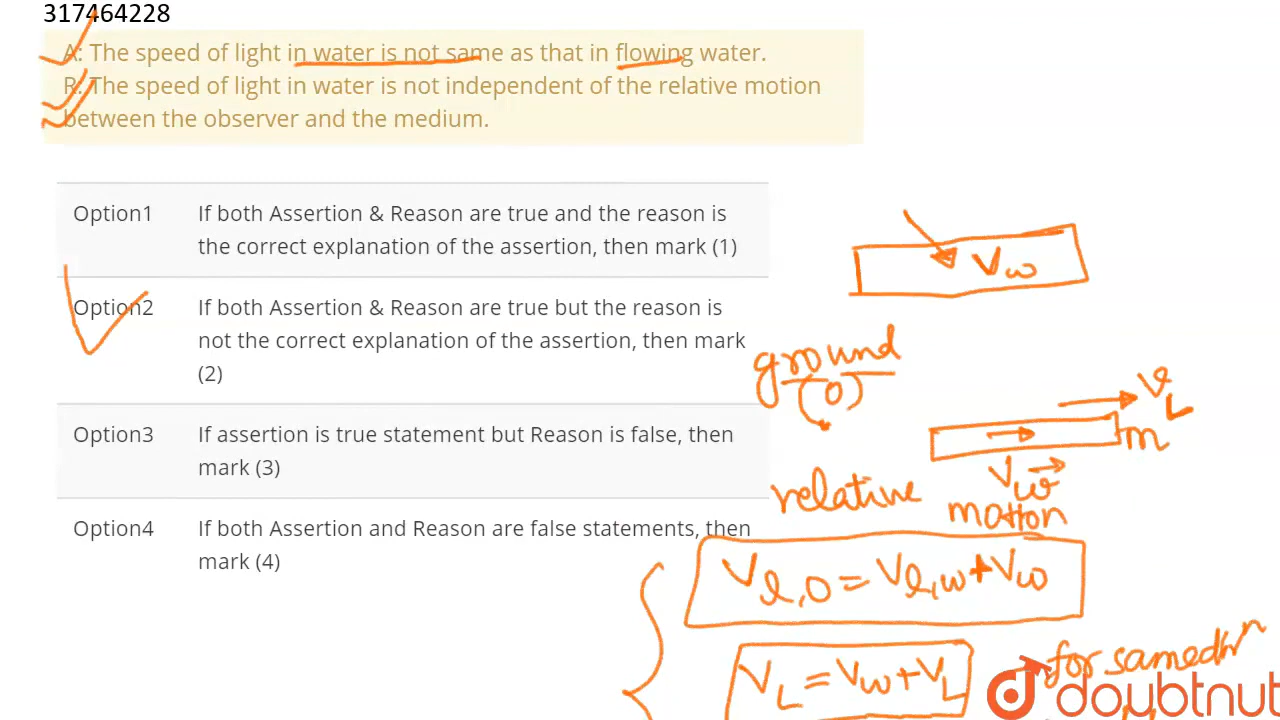 317464228
A: The speed of light in water is not same as that in flowing water.
R: The speed of light in water is not independent of the relative motion
between the observer and the medium.
Option1 If both Assertion & Reason are true and the reason is
the correct explanation of the assertion, then mark (1)
Option2 If both Assertion & Reason are true but the reason is
not the correct explanation of the assertion, then mark
(2)
Option3 If assertion is true statement but Reason is false, then
mark (3)
Option4 If both Assertion and Reason are false statements, then
mark (4)
Vω
ground
(0)
VL
m
Vω
relative motion
Vl,0 = Vl,ω + Vω
VL = Vω + VL
for same dirn
doubtnut